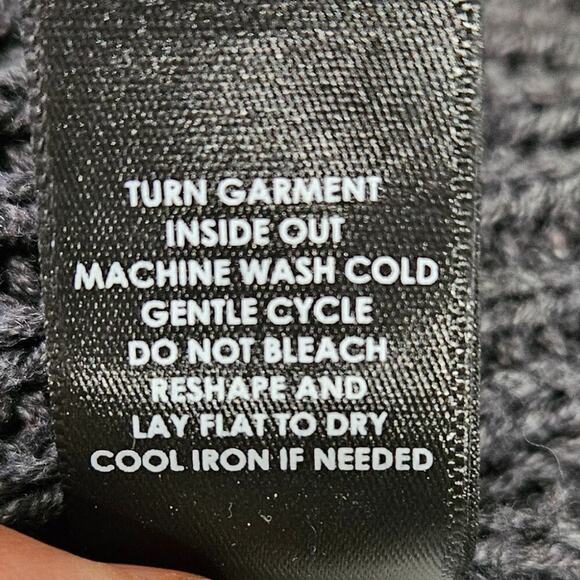 TURN GARMENT
INSIDE OUT
MACHINE WASH COLD
GENTLE CYCLE
DO NOT BLEACH
RESHAPE AND
LAY FLAT TO DRY
COOL IRON IF NEEDED